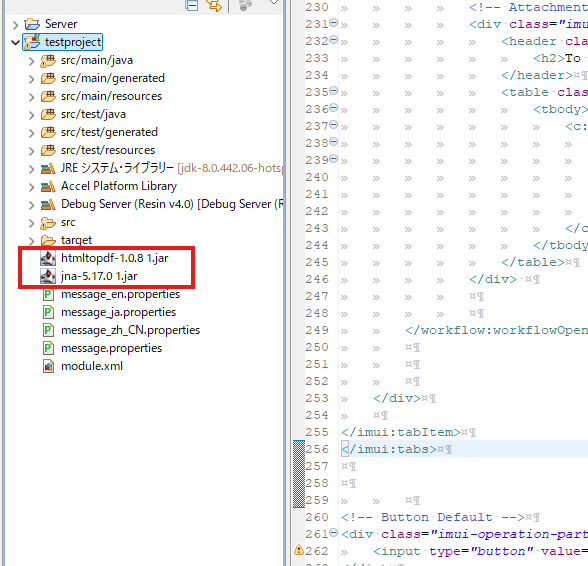 Server
testproject
src/main/java
src/main/generated
src/main/resources
src/test/java
src/test/generated
src/test/resources
JRE システム・ライブラリー [jdk-8.0.442.06-hotsp
Accel Platform Library
Debug Server (Resin v4.0) [Debug Server (R
src
target
htmltopdf-1.0.8 1.jar
jna-5.17.0 1.jar
message_en.properties
message_ja.properties
message_zh_CN.properties
message.properties
module.xml
230 » » » <!-- Attachment
231 » » » <div class="imu
232 » » » » <header cla
233 » » » » » <h2>To
234 » » » » </header>¤¶
235 » » » » <table clas
236 » » » » » <tbody>
237 » » » » » » <c:
238 » » » » » »
239 » » » » » »
240 » » » » » »
241 » » » » » »
242 » » » » » »
243 » » » » » » </c
244 » » » » » </tbody
245 » » » » </table>¤¶
246 » » » </div> ¤¶
247 » » » ¤¶
248 » » » ¤¶
249 » » </workflow:workflowOpen
250 » » ¤¶
251 » » ¤¶
252 » » ¤¶
253 » </div>¤¶
254 » ¤¶
255 </imui:tabItem>¤¶
256 </imui:tabs>¤¶
257 ¤¶
258 ¤¶
259 » » ¤¶
260 <!-- Button Default -->¤¶
261 <div class="imui-operation-part
262 » <input type="button" value=